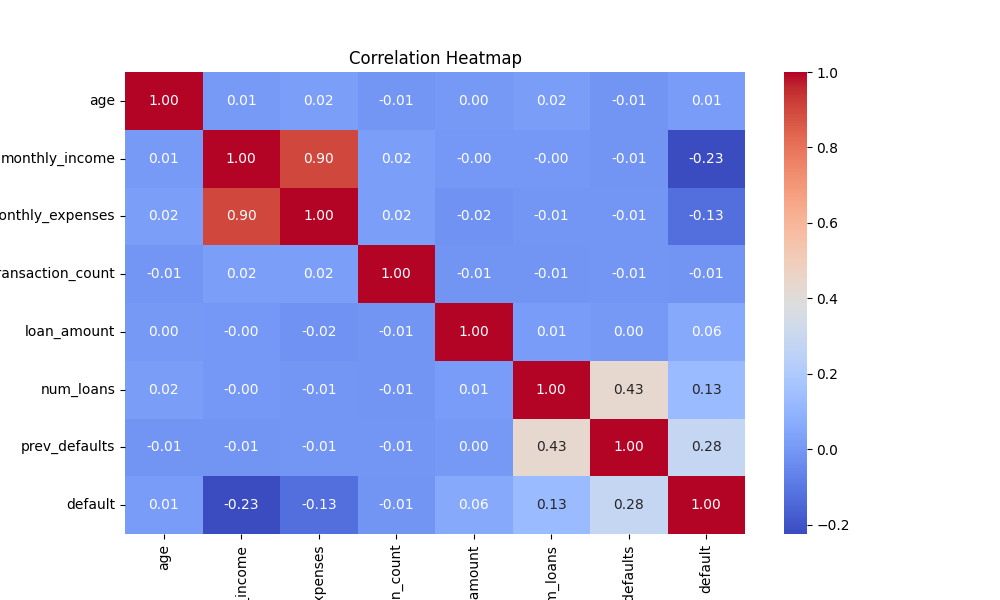 Correlation Heatmap
age 1.00 0.01 0.02 -0.01 0.00 0.02 -0.01 0.01
monthly_income 0.01 1.00 0.90 0.02 -0.00 -0.00 -0.01 -0.23
onthly_expenses 0.02 0.90 1.00 0.02 -0.02 -0.01 -0.01 -0.13
ransaction_count -0.01 0.02 0.02 1.00 -0.01 -0.01 -0.01 -0.01
loan_amount 0.00 -0.00 -0.02 -0.01 1.00 0.01 0.00 0.06
num_loans 0.02 -0.00 -0.01 -0.01 0.01 1.00 0.43 0.13
prev_defaults -0.01 -0.01 -0.01 -0.01 0.00 0.43 1.00 0.28
default 0.01 -0.23 -0.13 -0.01 0.06 0.13 0.28 1.00
age
_income
xpenses
n_count
amount
m_loans
defaults
default
1.0
0.8
0.6
0.4
0.2
0.0
−0.2